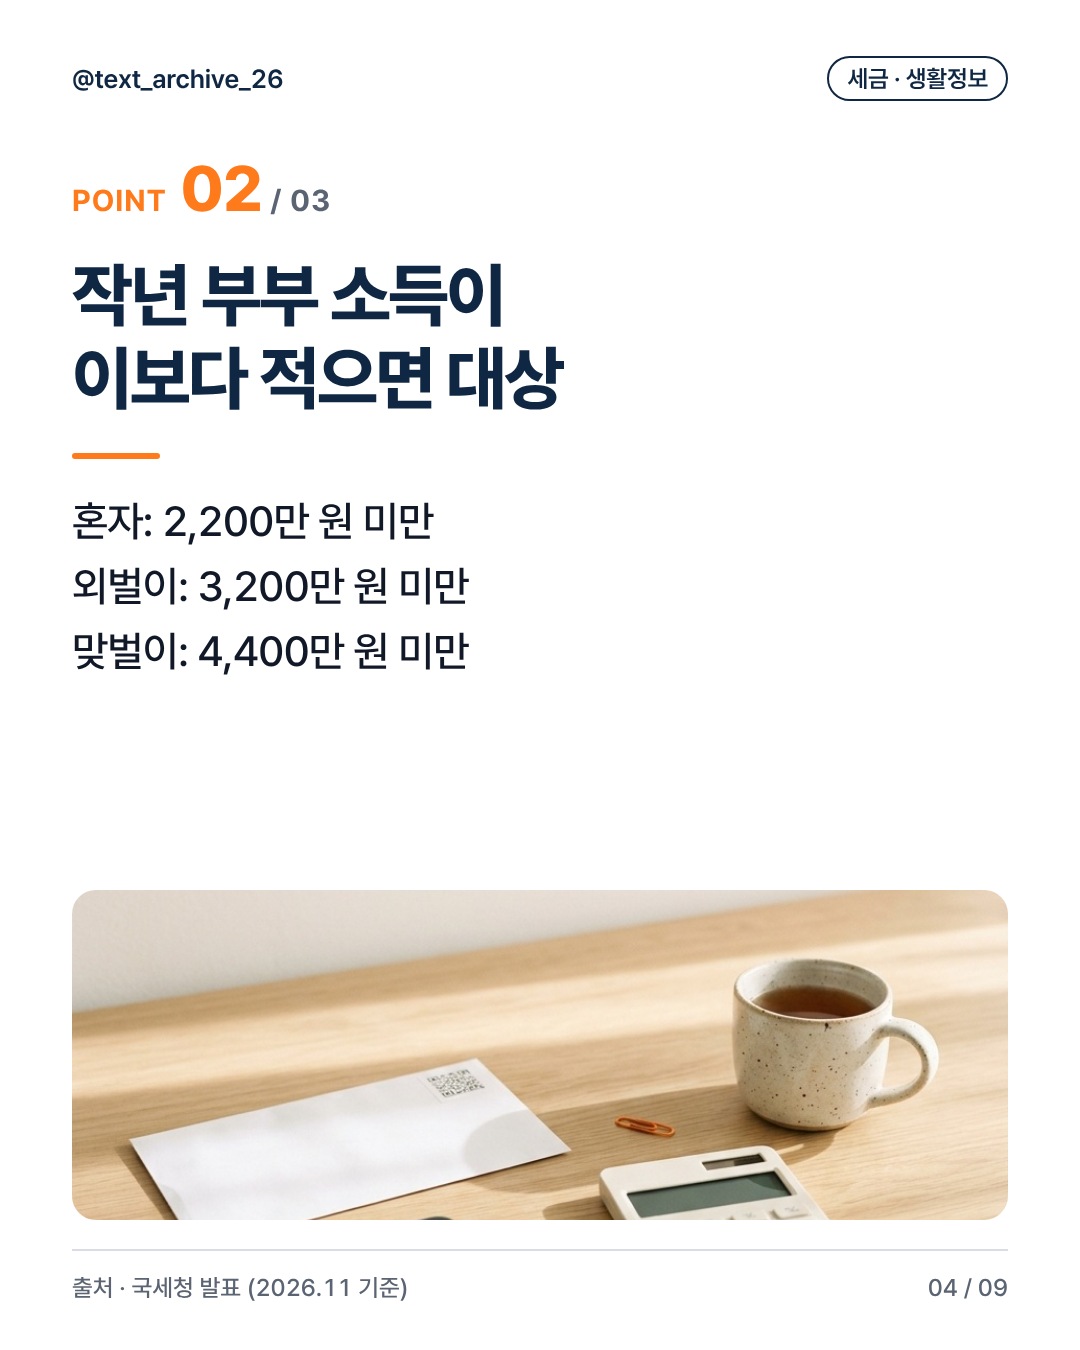 @text_archive_26
세금 · 생활정보
POINT 02 / 03
작년 부부 소득이
이보다 적으면 대상
혼자: 2,200만 원 미만
외벌이: 3,200만 원 미만
맞벌이: 4,400만 원 미만
출처 · 국세청 발표 (2026.11 기준)
04 / 09